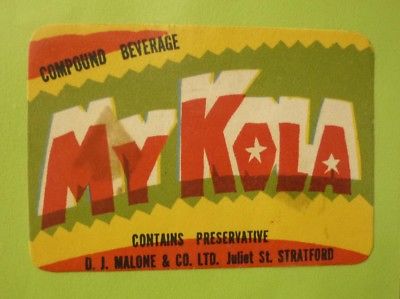 COMPOUND BEVERAGE
MY KOLA
CONTAINS PRESERVATIVE
D. J. MALONE & CO. LTD. Juliet St. STRATFORD